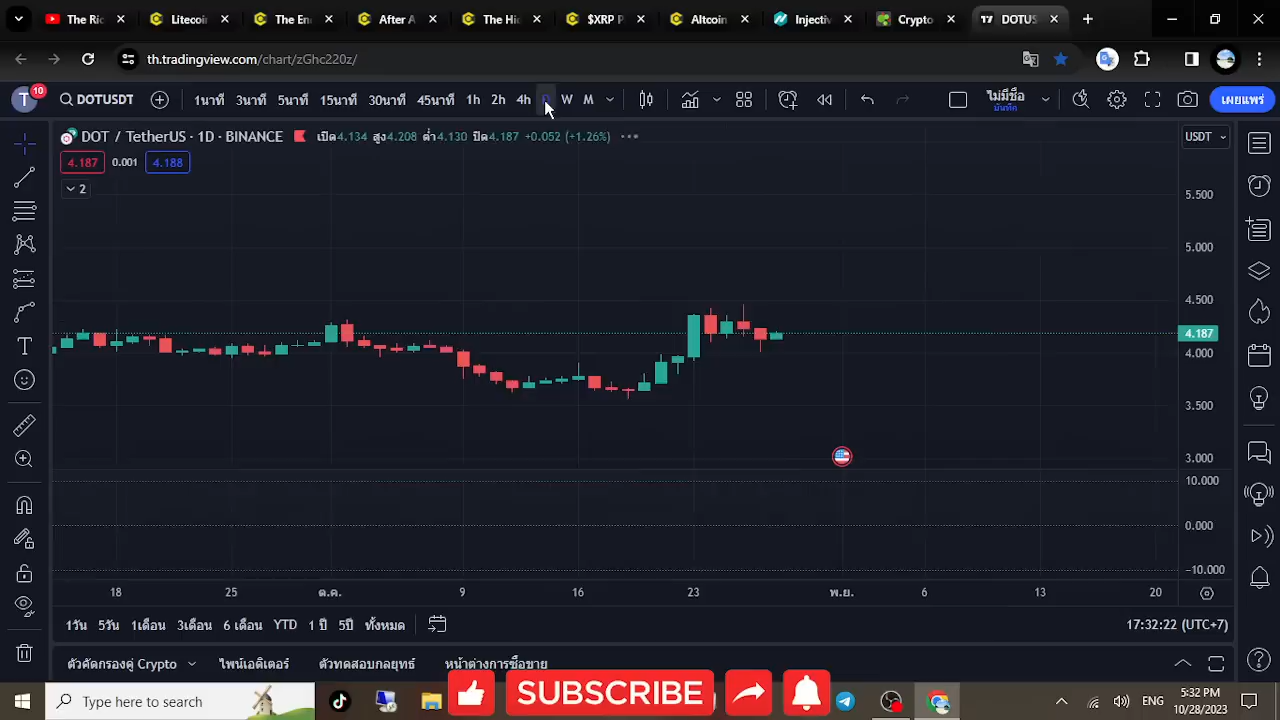 The Ric
Litecoi
The En
After A
The Hi
$XRP P
Altcoin
Injectiv
Crypto
DOTUS
th.tradingview.com/chart/zGhc220z/
T
10
DOTUSDT
1นาที 3นาที 5นาที 15นาที 30นาที 45นาที 1h 2h 4h D W M
ไม่มีชื่อ
บันทึก
เผยแพร่
DOT / TetherUS · 1D · BINANCE เปิด4.134 สูง4.208 ต่ำ4.130 ปิด4.187 +0.052 (+1.26%)
USDT
4.187 0.001 4.188
2
5.500
5.000
4.500
4.187
4.000
3.500
3.000
10.000
0.000
−10.000
18 25 ต.ค. 9 16 23 พ.ย. 6 13 20
1วัน 5วัน 1เดือน 3เดือน 6 เดือน YTD 1 ปี 5ปี ทั้งหมด
17:32:22 (UTC+7)
ตัวคัดกรองคู่ Crypto ไพน์เอดิเตอร์ ตัวทดสอบกลยุทธ์ หน้าต่างการซื้อขาย
SUBSCRIBE
Type here to search
ENG
5:32 PM
10/28/2023